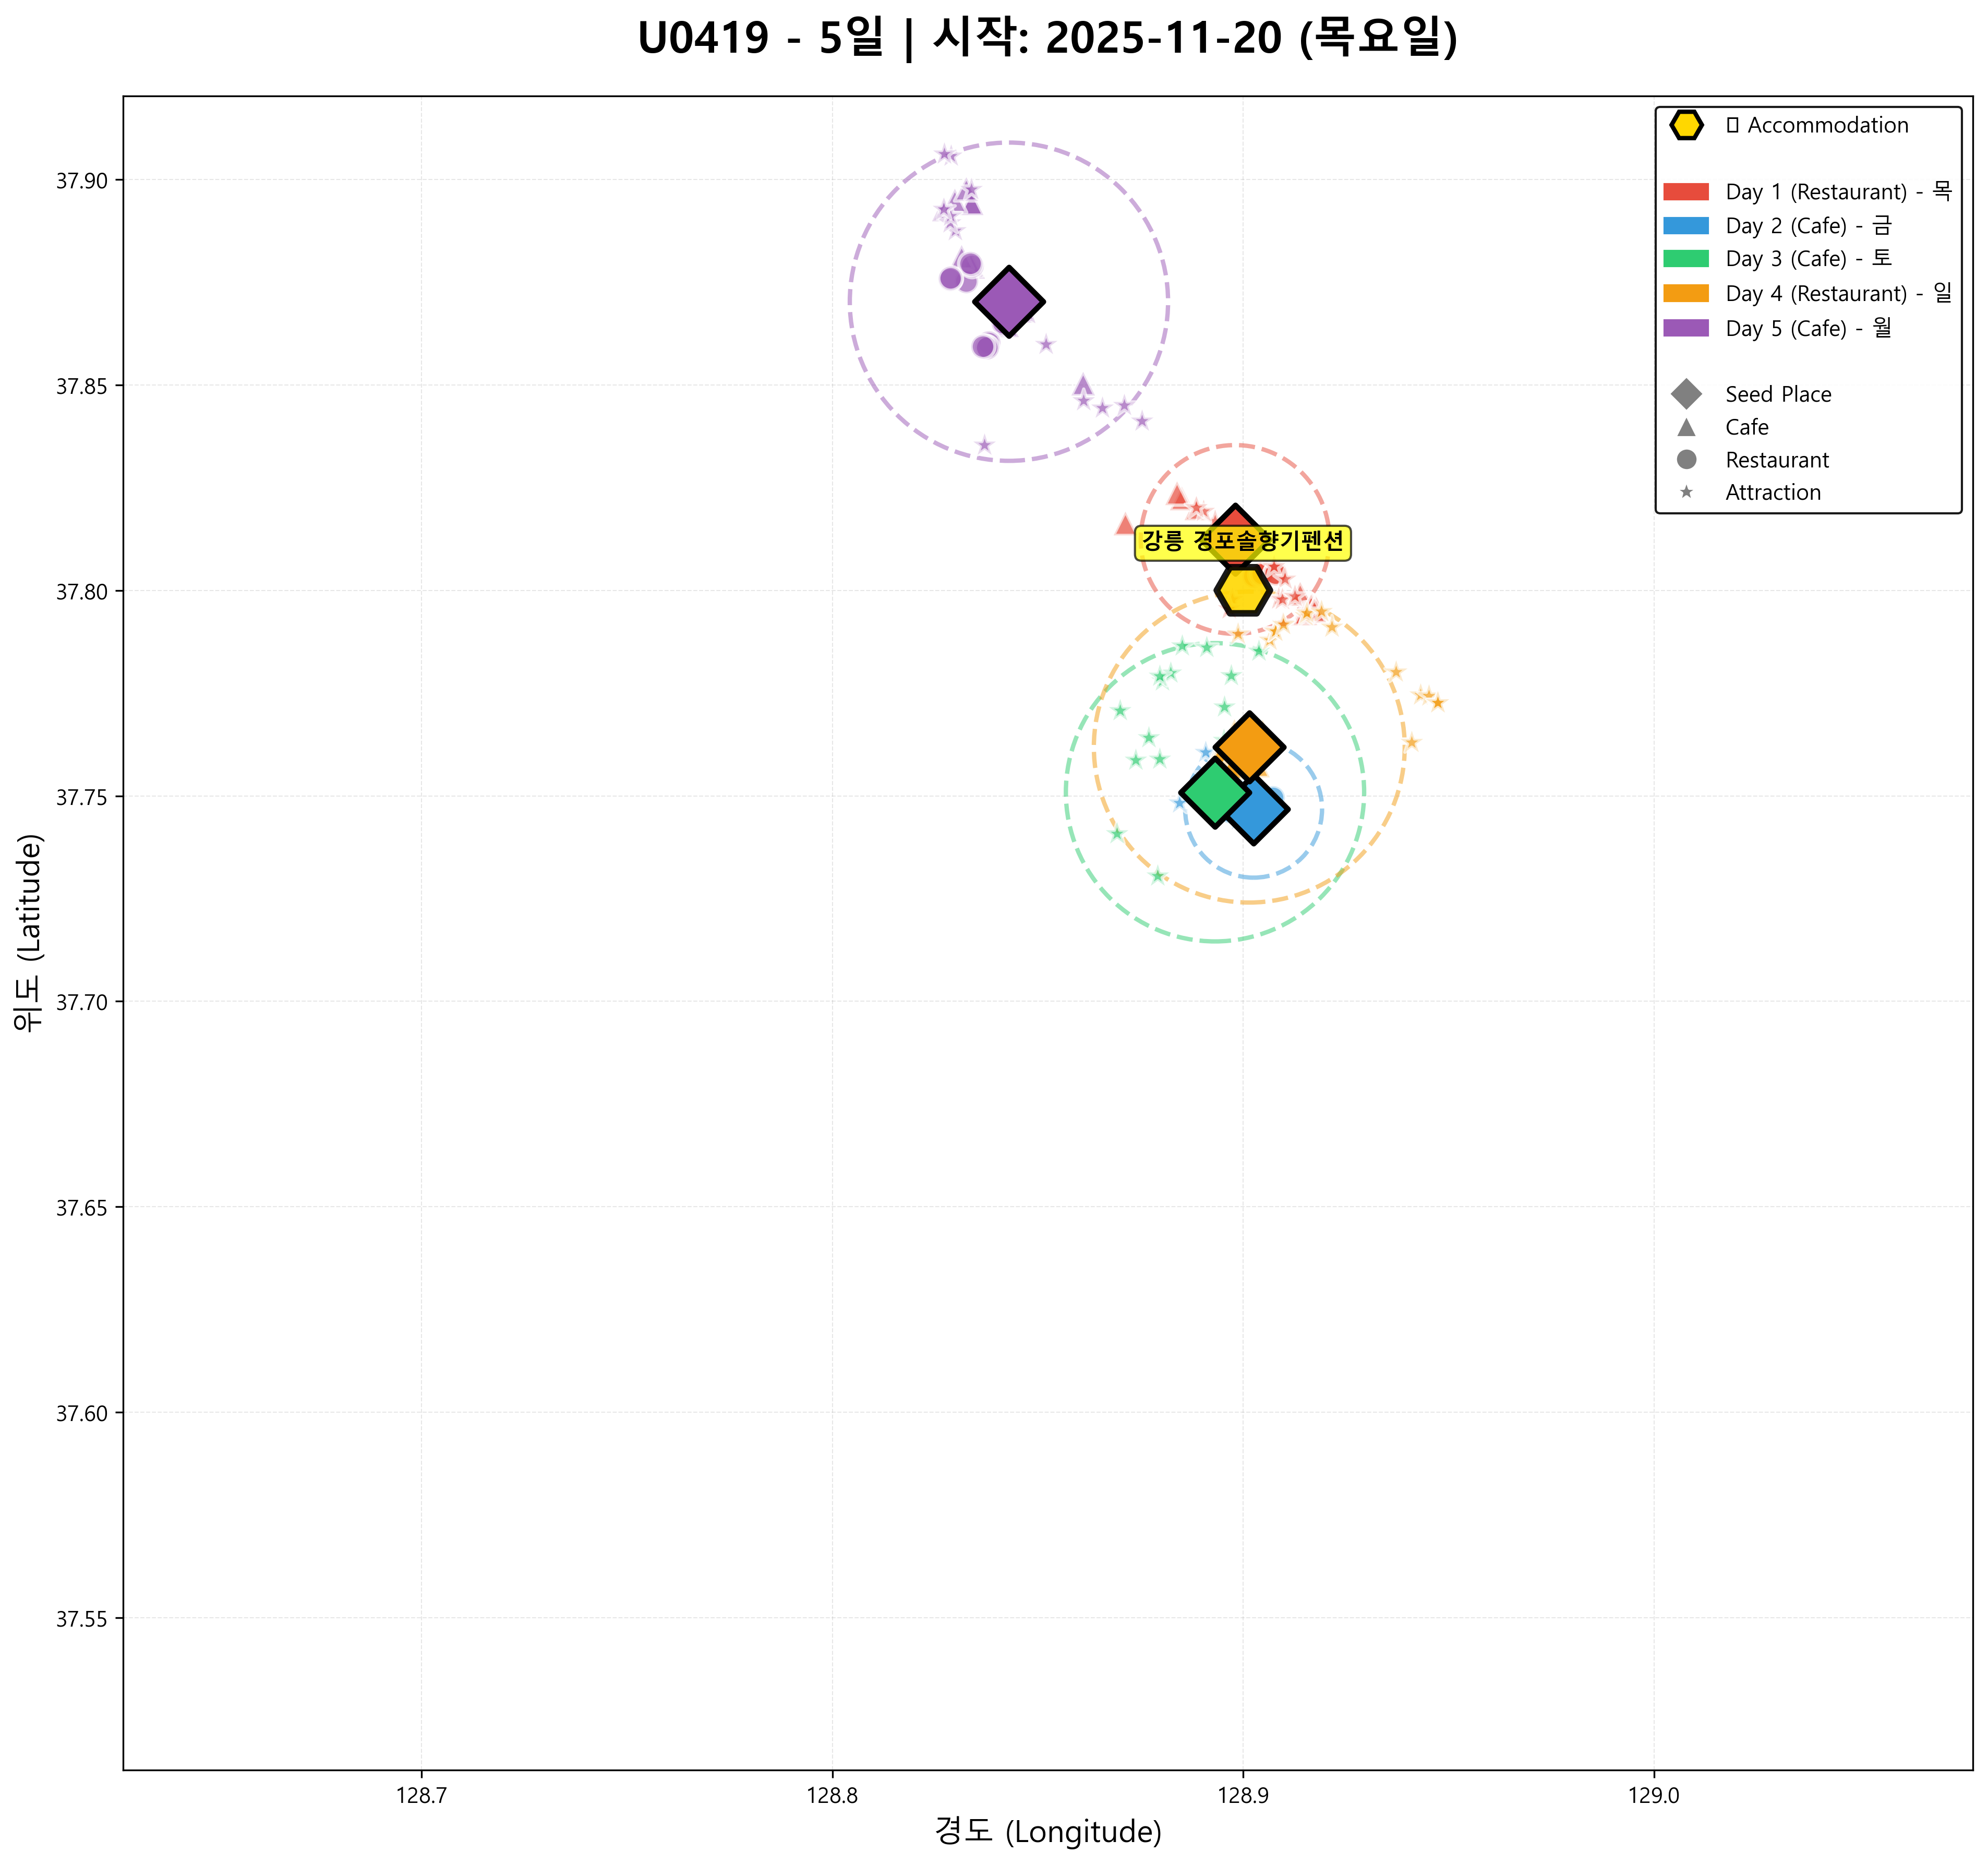 U0419 - 5일 | 시작: 2025-11-20 (목요일)
Accommodation
Day 1 (Restaurant) - 목
Day 2 (Cafe) - 금
Day 3 (Cafe) - 토
Day 4 (Restaurant) - 일
Day 5 (Cafe) - 월
Seed Place
Cafe
Restaurant
Attraction
강릉 경포솔향기펜션
위도 (Latitude)
37.90
37.85
37.80
37.75
37.70
37.65
37.60
37.55
128.7
128.8
128.9
129.0
경도 (Longitude)